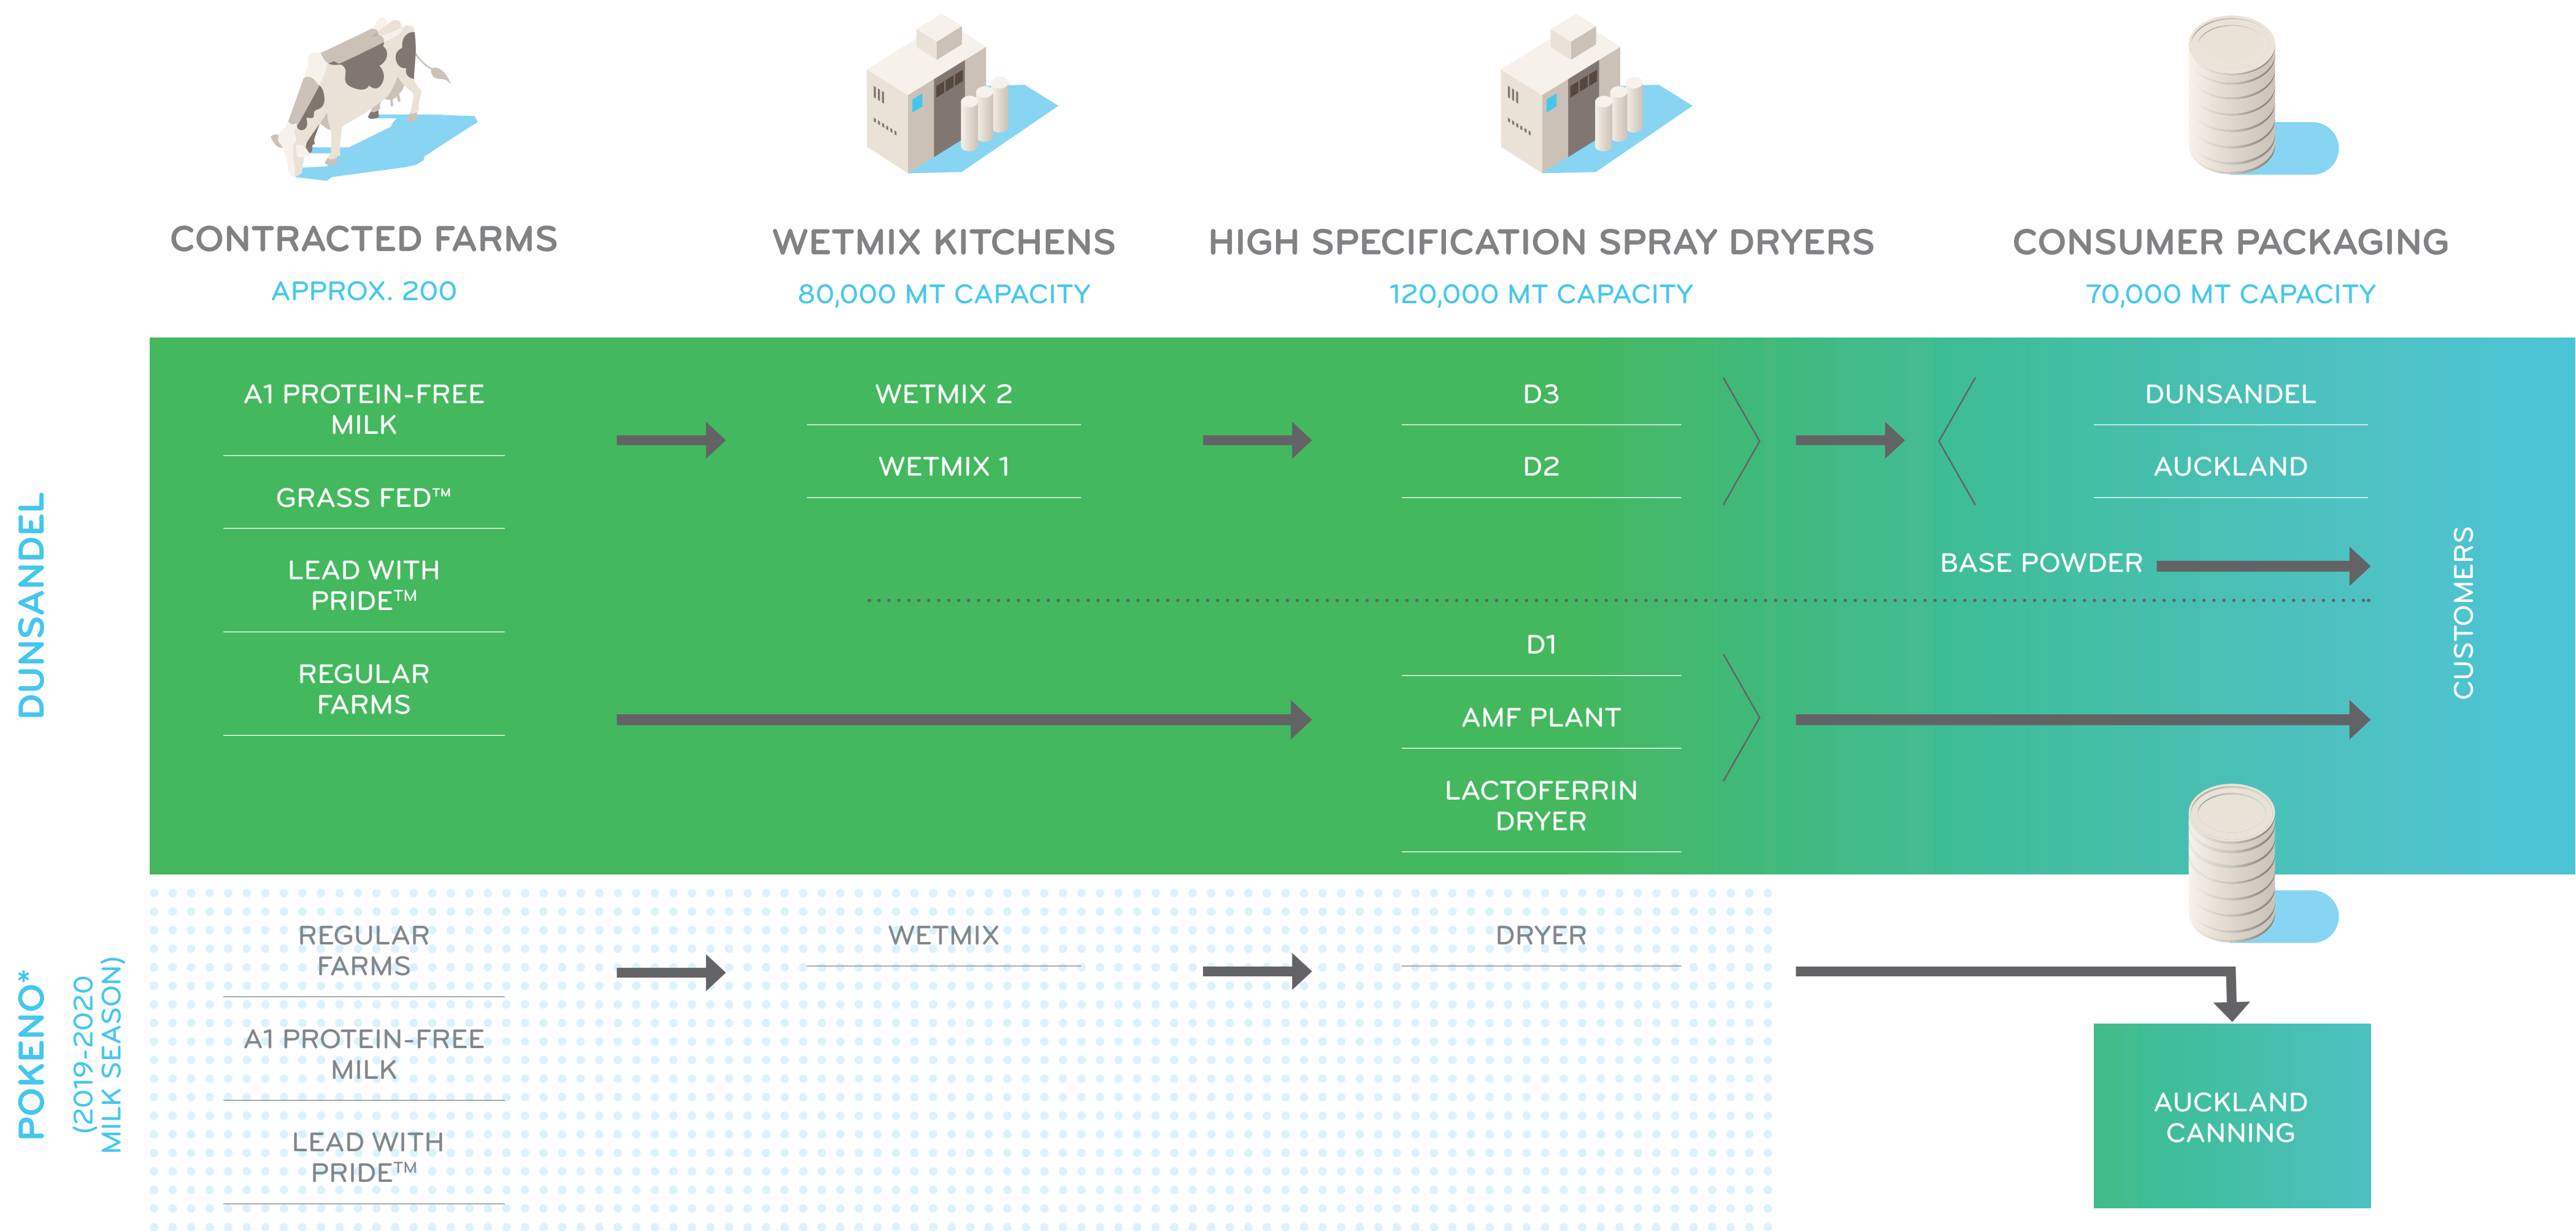 CONTRACTED FARMS
APPROX. 200
WETMIX KITCHENS
80,000 MT CAPACITY
HIGH SPECIFICATION SPRAY DRYERS
120,000 MT CAPACITY
CONSUMER PACKAGING
70,000 MT CAPACITY
DUNSANDEL
A1 PROTEIN-FREE
MILK
GRASS FED™
LEAD WITH
PRIDE™
REGULAR
FARMS
WETMIX 2
WETMIX 1
D3
D2
DUNSANDEL
AUCKLAND
BASE POWDER
D1
AMF PLANT
LACTOFERRIN
DRYER
CUSTOMERS
POKENO*
(2019-2020
MILK SEASON)
REGULAR
FARMS
A1 PROTEIN-FREE
MILK
LEAD WITH
PRIDE™
WETMIX
DRYER
AUCKLAND
CANNING